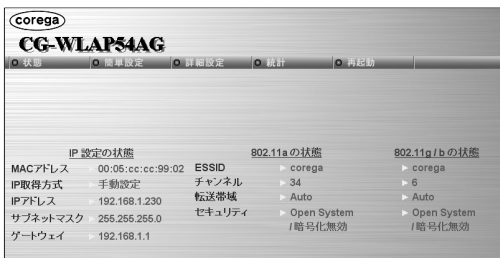 corega
CG-WLAP54AG
状態 簡単設定 詳細設定 統計 再起動
IP 設定の状態 802.11a の状態 802.11g / b の状態
MACアドレス 00:05:cc:cc:99:02 ESSID corega corega
IP取得方式 手動設定 チャンネル 34 6
IPアドレス 192.168.1.230 転送帯域 Auto Auto
サブネットマスク 255.255.255.0 セキュリティ Open System Open System
/ 暗号化無効 / 暗号化無効
ゲートウェイ 192.168.1.1